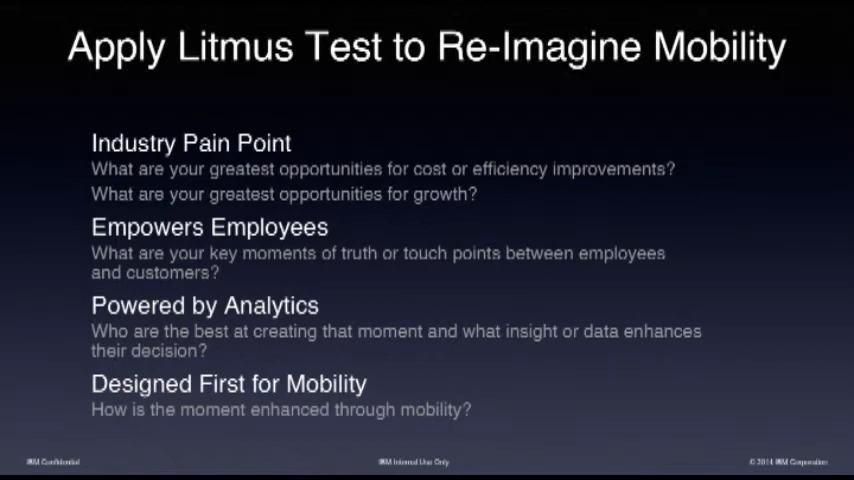 Apply Litmus Test to Re-Imagine Mobility
Industry Pain Point
What are your greatest opportunities for cost or efficiency improvements?
What are your greatest opportunities for growth?
Empowers Employees
What are your key moments of truth or touch points between employees
and customers?
Powered by Analytics
Who are the best at creating that moment and what insight or data enhances
their decision?
Designed First for Mobility
How is the moment enhanced through mobility?
IBM Confidential
IBM Internal Use Only
© 2014 IBM Corporation